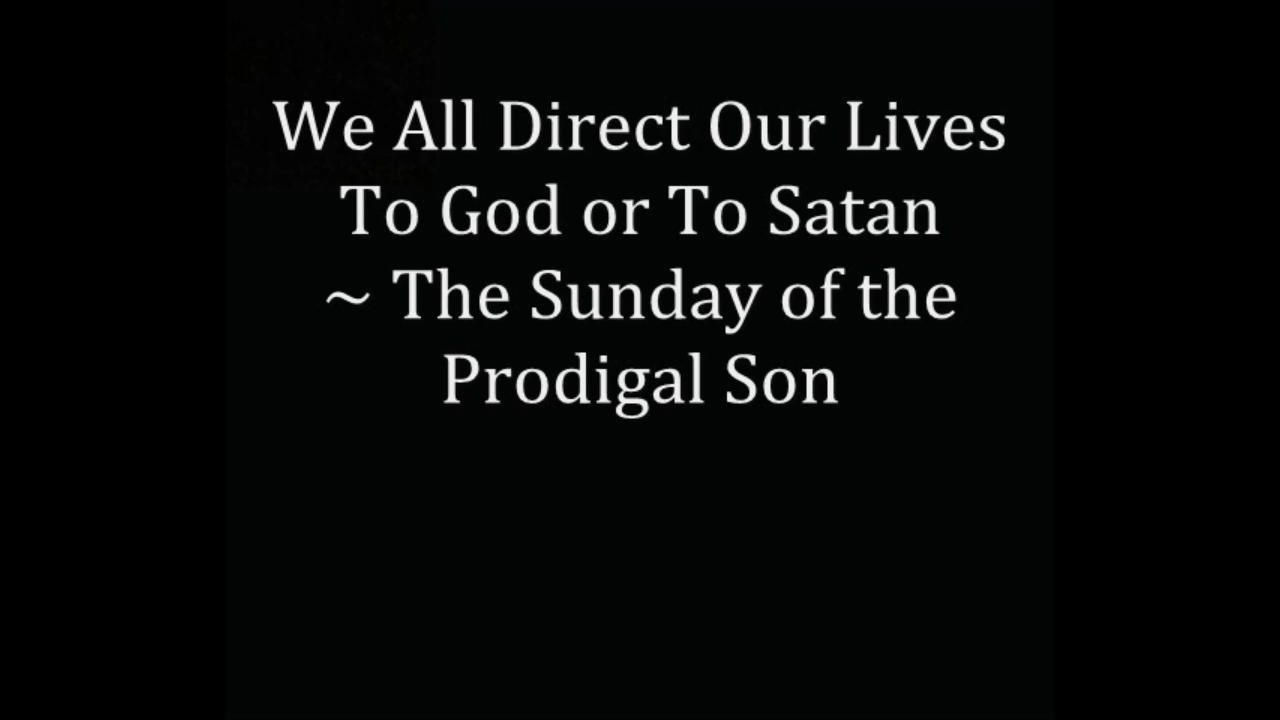 We All Direct Our Lives
To God or To Satan
~ The Sunday of the
Prodigal Son